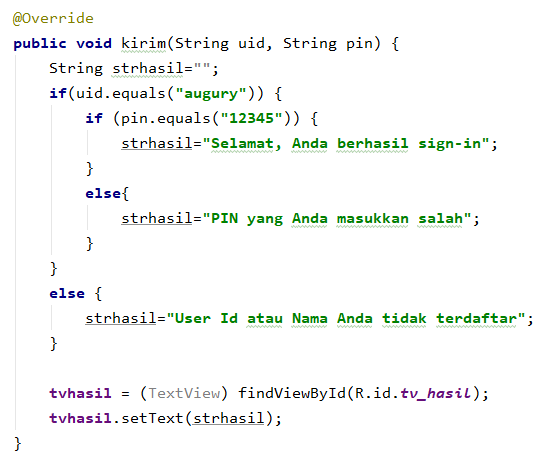 @Override
public void kirim(String uid, String pin) {
    String strhasil="";
    if(uid.equals("augury")) {
        if (pin.equals("12345")) {
            strhasil="Selamat, Anda berhasil sign-in";
        }
        else{
            strhasil="PIN yang Anda masukkan salah";
        }
    }
    else {
        strhasil="User Id atau Nama Anda tidak terdaftar";
    }

    tvhasil = (TextView) findViewById(R.id.tv_hasil);
    tvhasil.setText(strhasil);
}